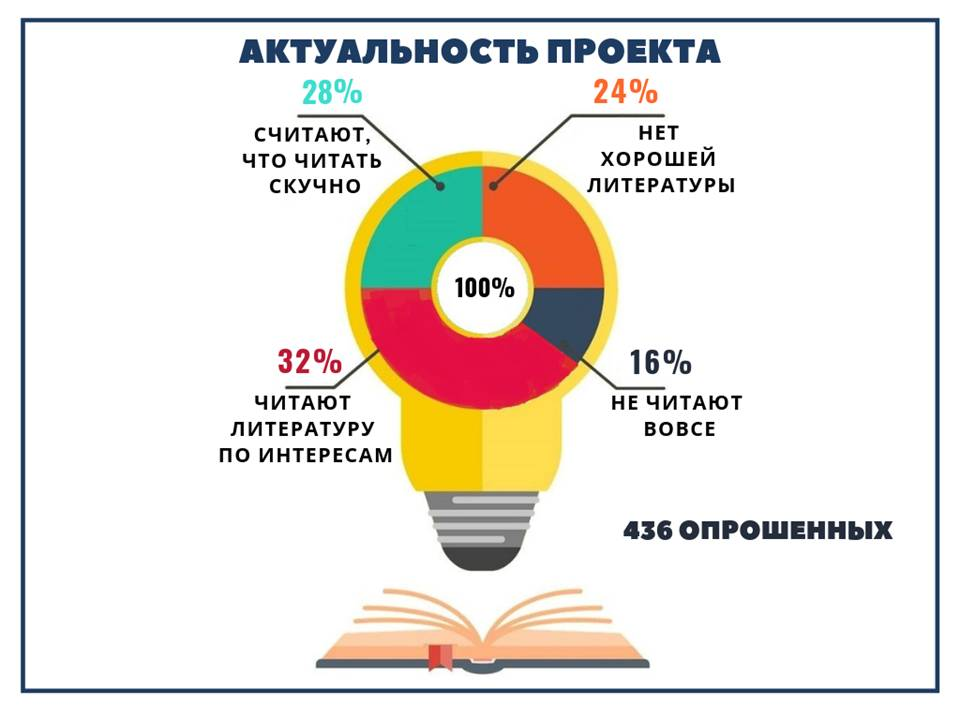 АКТУАЛЬНОСТЬ ПРОЕКТА
28%
СЧИТАЮТ,
ЧТО ЧИТАТЬ
СКУЧНО
24%
НЕТ
ХОРОШЕЙ
ЛИТЕРАТУРЫ
100%
32%
ЧИТАЮТ
ЛИТЕРАТУРУ
ПО ИНТЕРЕСАМ
16%
НЕ ЧИТАЮТ
ВОВСЕ
436 ОПРОШЕННЫХ